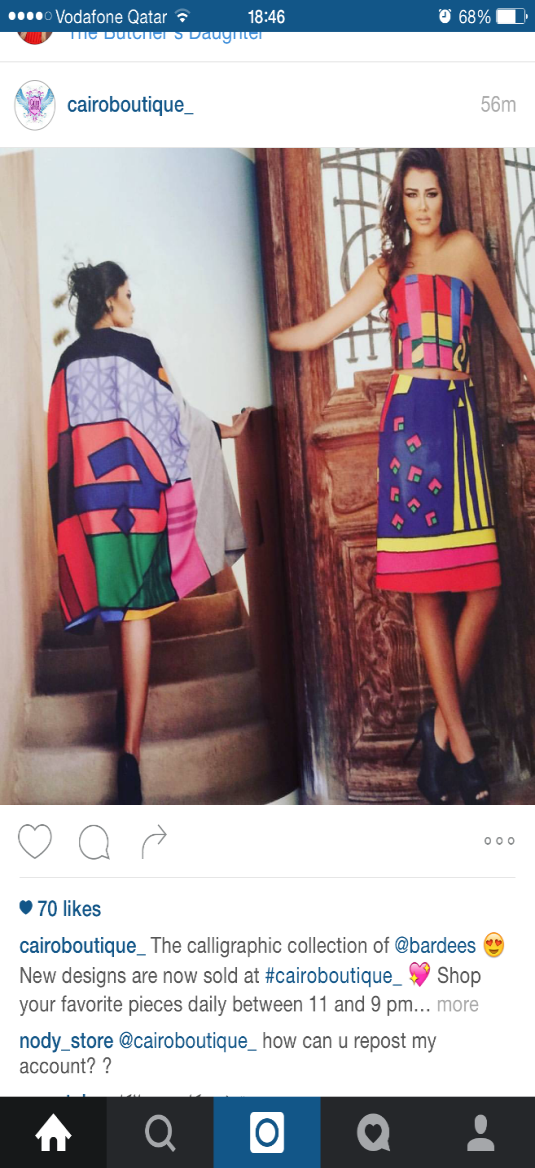 Vodafone Qatar 18:46 68%
The Butcher's Daughter
cairoboutique_ 56m
70 likes
cairoboutique_ The calligraphic collection of @bardees 😍
New designs are now sold at #cairoboutique_ 💖 Shop
your favorite pieces daily between 11 and 9 pm... more
nody_store @cairoboutique_ how can u repost my
account? ?